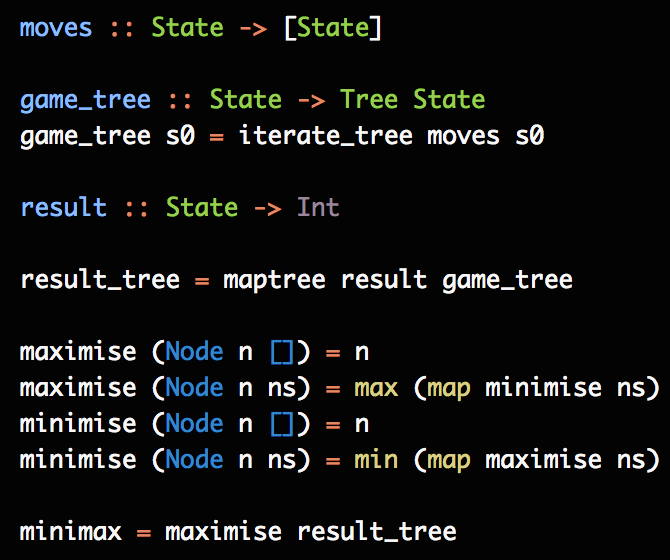 moves :: State -> [State]
game_tree :: State -> Tree State
game_tree s0 = iterate_tree moves s0
result :: State -> Int
result_tree = maptree result game_tree
maximise (Node n []) = n
maximise (Node n ns) = max (map minimise ns)
minimise (Node n []) = n
minimise (Node n ns) = min (map maximise ns)
minimax = maximise result_tree